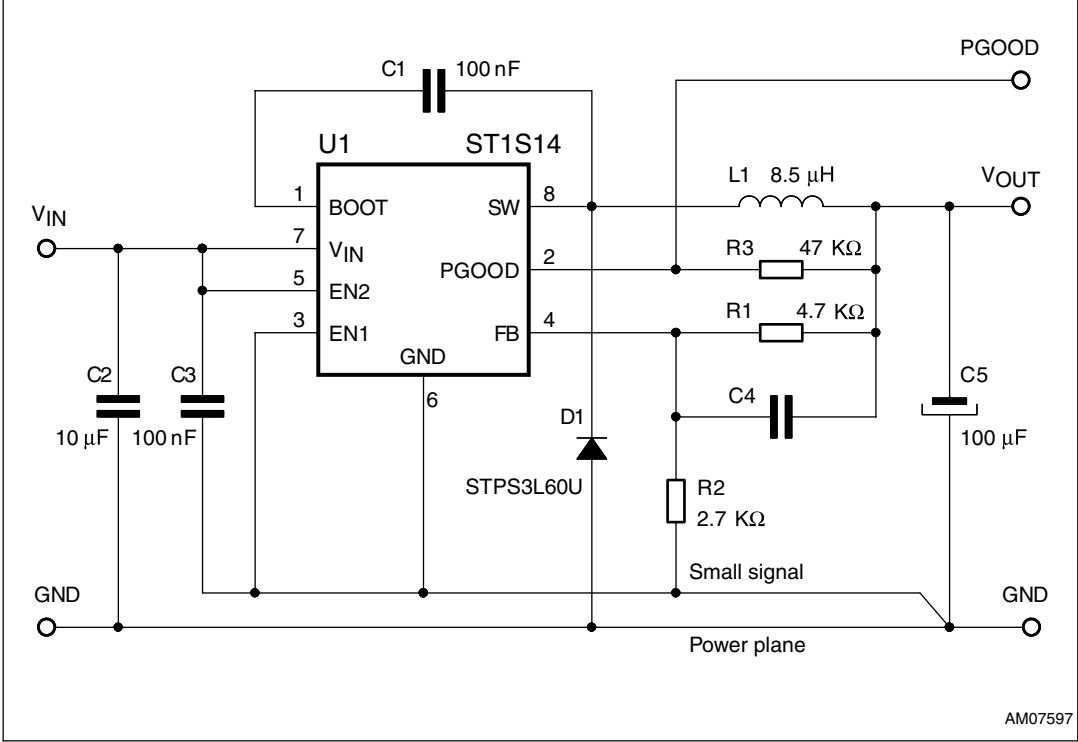 PGOOD
C1 100 nF
U1 ST1S14
L1 8.5 μH
VOUT
1 BOOT SW 8
VIN
7 VIN
R3 47 KΩ
PGOOD 2
5 EN2
R1 4.7 KΩ
3 EN1 FB 4
GND
6
C2 C3
C4
C5
10 μF 100 nF
D1
100 μF
STPS3L60U
R2
2.7 KΩ
Small signal
GND GND
Power plane
AM07597